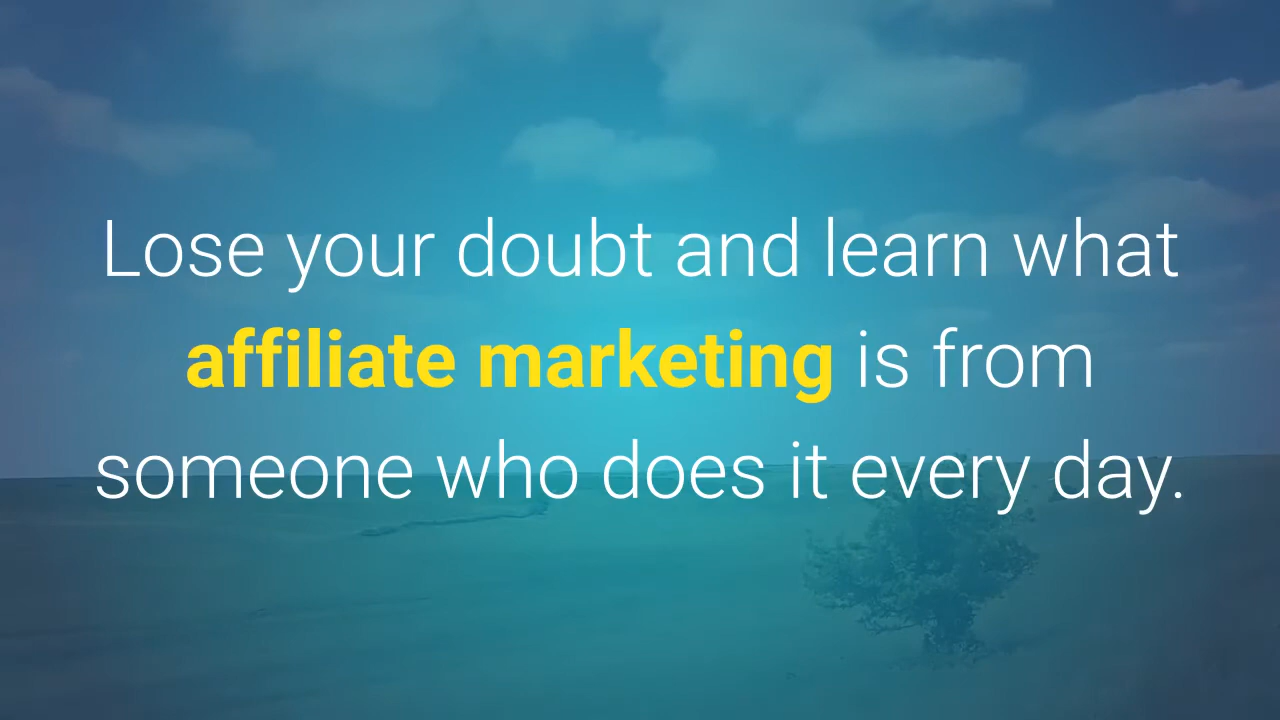 Lose your doubt and learn what
affiliate marketing is from
someone who does it every day.